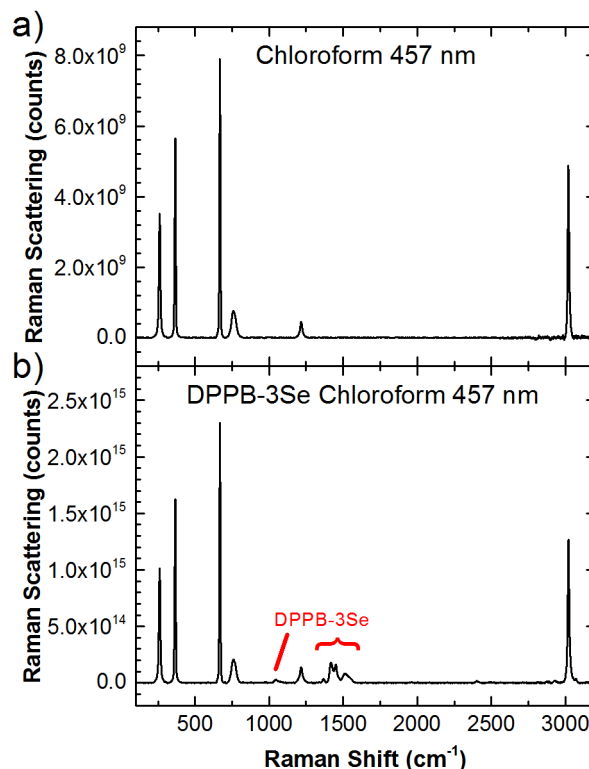 a)
Chloroform 457 nm
Raman Scattering (counts)
8.0x10⁹
6.0x10⁹
4.0x10⁹
2.0x10⁹
0.0
b)
DPPB-3Se Chloroform 457 nm
Raman Scattering (counts)
2.5x10¹⁵
2.0x10¹⁵
1.5x10¹⁵
1.0x10¹⁵
5.0x10¹⁴
0.0
DPPB-3Se
500 1000 1500 2000 2500 3000
Raman Shift (cm⁻¹)